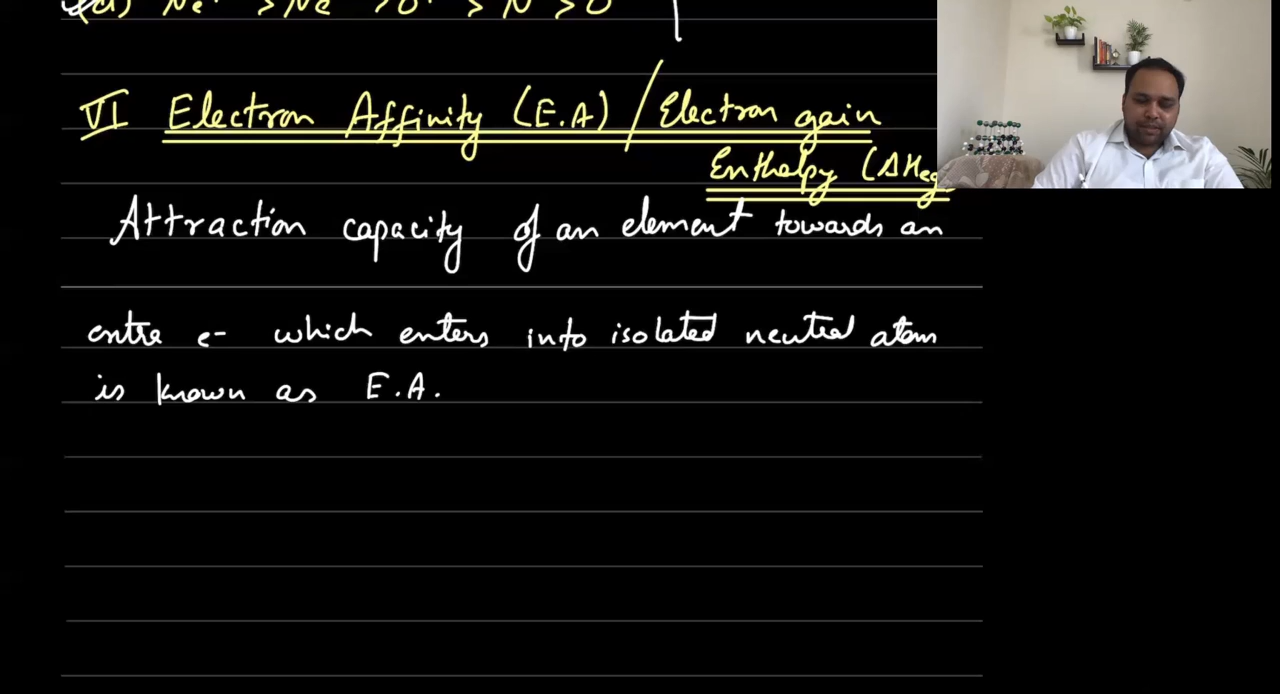 VI Electron Affinity (E.A) / Electron gain
Enthalpy (ΔHeg
Attraction capacity of an element towards an
extra e- which enters into isolated neutral atom
is known as E.A.